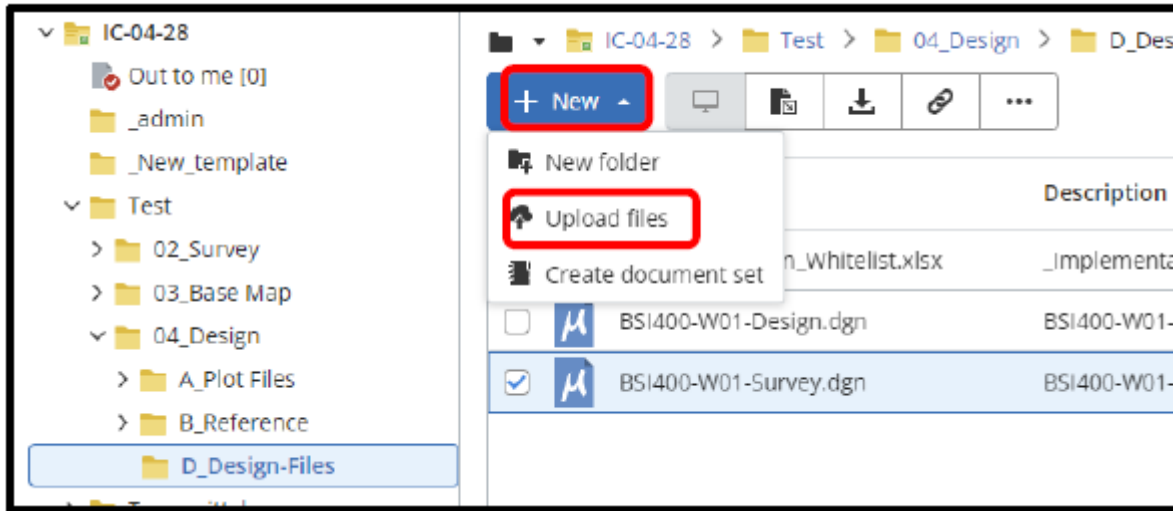 IC-04-28
Out to me [0]
_admin
_New_template
Test
02_Survey
03_Base Map
04_Design
A_Plot Files
B_Reference
D_Design-Files
IC-04-28 > Test > 04_Design > D_Des
+ New
New folder
Upload files
Create document set
Description
n_Whitelist.xlsx _Implementa
BSI400-W01-Design.dgn BSI400-W01-
BSI400-W01-Survey.dgn BSI400-W01-